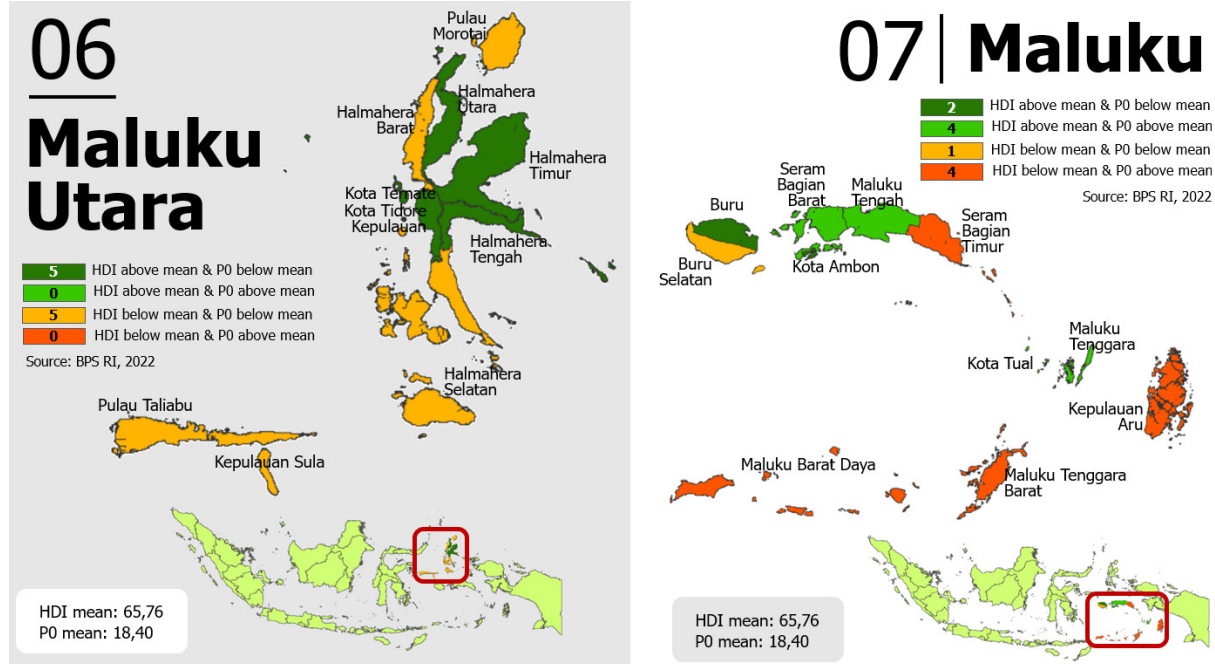 06
Maluku
Utara
5 HDI above mean & P0 below mean
0 HDI above mean & P0 above mean
5 HDI below mean & P0 below mean
0 HDI below mean & P0 above mean
Source: BPS RI, 2022
Pulau
Morotai
Halmahera
Utara
Halmahera
Barat
Halmahera
Timur
Kota Ternate
Kota Tidore
Kepulauan
Halmahera
Tengah
Halmahera
Selatan
Pulau Taliabu
Kepulauan Sula
HDI mean: 65,76
P0 mean: 18,40
07 Maluku
2 HDI above mean & P0 below mean
4 HDI above mean & P0 above mean
1 HDI below mean & P0 below mean
4 HDI below mean & P0 above mean
Source: BPS RI, 2022
Seram
Bagian
Barat
Maluku
Tengah
Buru
Seram
Bagian
Timur
Buru
Selatan
Kota Ambon
Maluku
Tenggara
Kota Tual
Kepulauan
Aru
Maluku Barat Daya
Maluku Tenggara
Barat
HDI mean: 65,76
P0 mean: 18,40